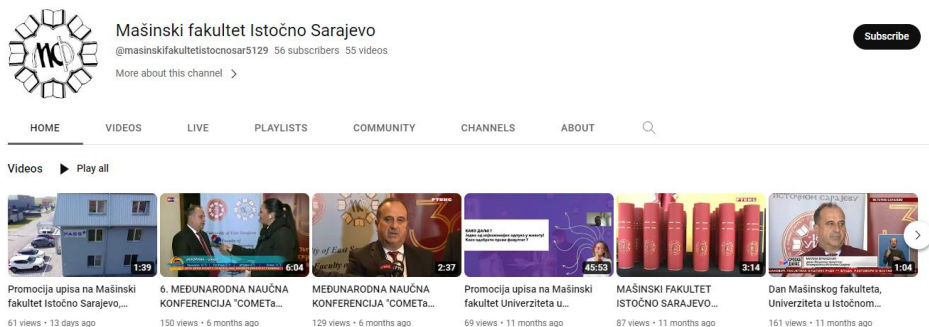 Mašinski fakultet Istočno Sarajevo
@masinskifakultetistocnosar5129 56 subscribers 55 videos
More about this channel
Subscribe
HOME VIDEOS LIVE PLAYLISTS COMMUNITY CHANNELS ABOUT
Videos Play all
1:39
6:04
2:37
КАКО ДАЉЕ?
45:53
РТВИС
3:14
1:04
Promocija upisa na Mašinski
fakultet Istočno Sarajevo,...
61 views • 13 days ago
6. MEĐUNARODNA NAUČNA
KONFERENCIJA "COMETa...
150 views • 6 months ago
MEĐUNARODNA NAUČNA
KONFERENCIJA "COMETa...
129 views • 6 months ago
Promocija upisa na Mašinski
fakultet Univerziteta u...
69 views • 11 months ago
MAŠINSKI FAKULTET
ISTOČNO SARAJEVO...
87 views • 11 months ago
Dan Mašinskog fakulteta,
Univerziteta u Istočnom...
161 views • 11 months ago